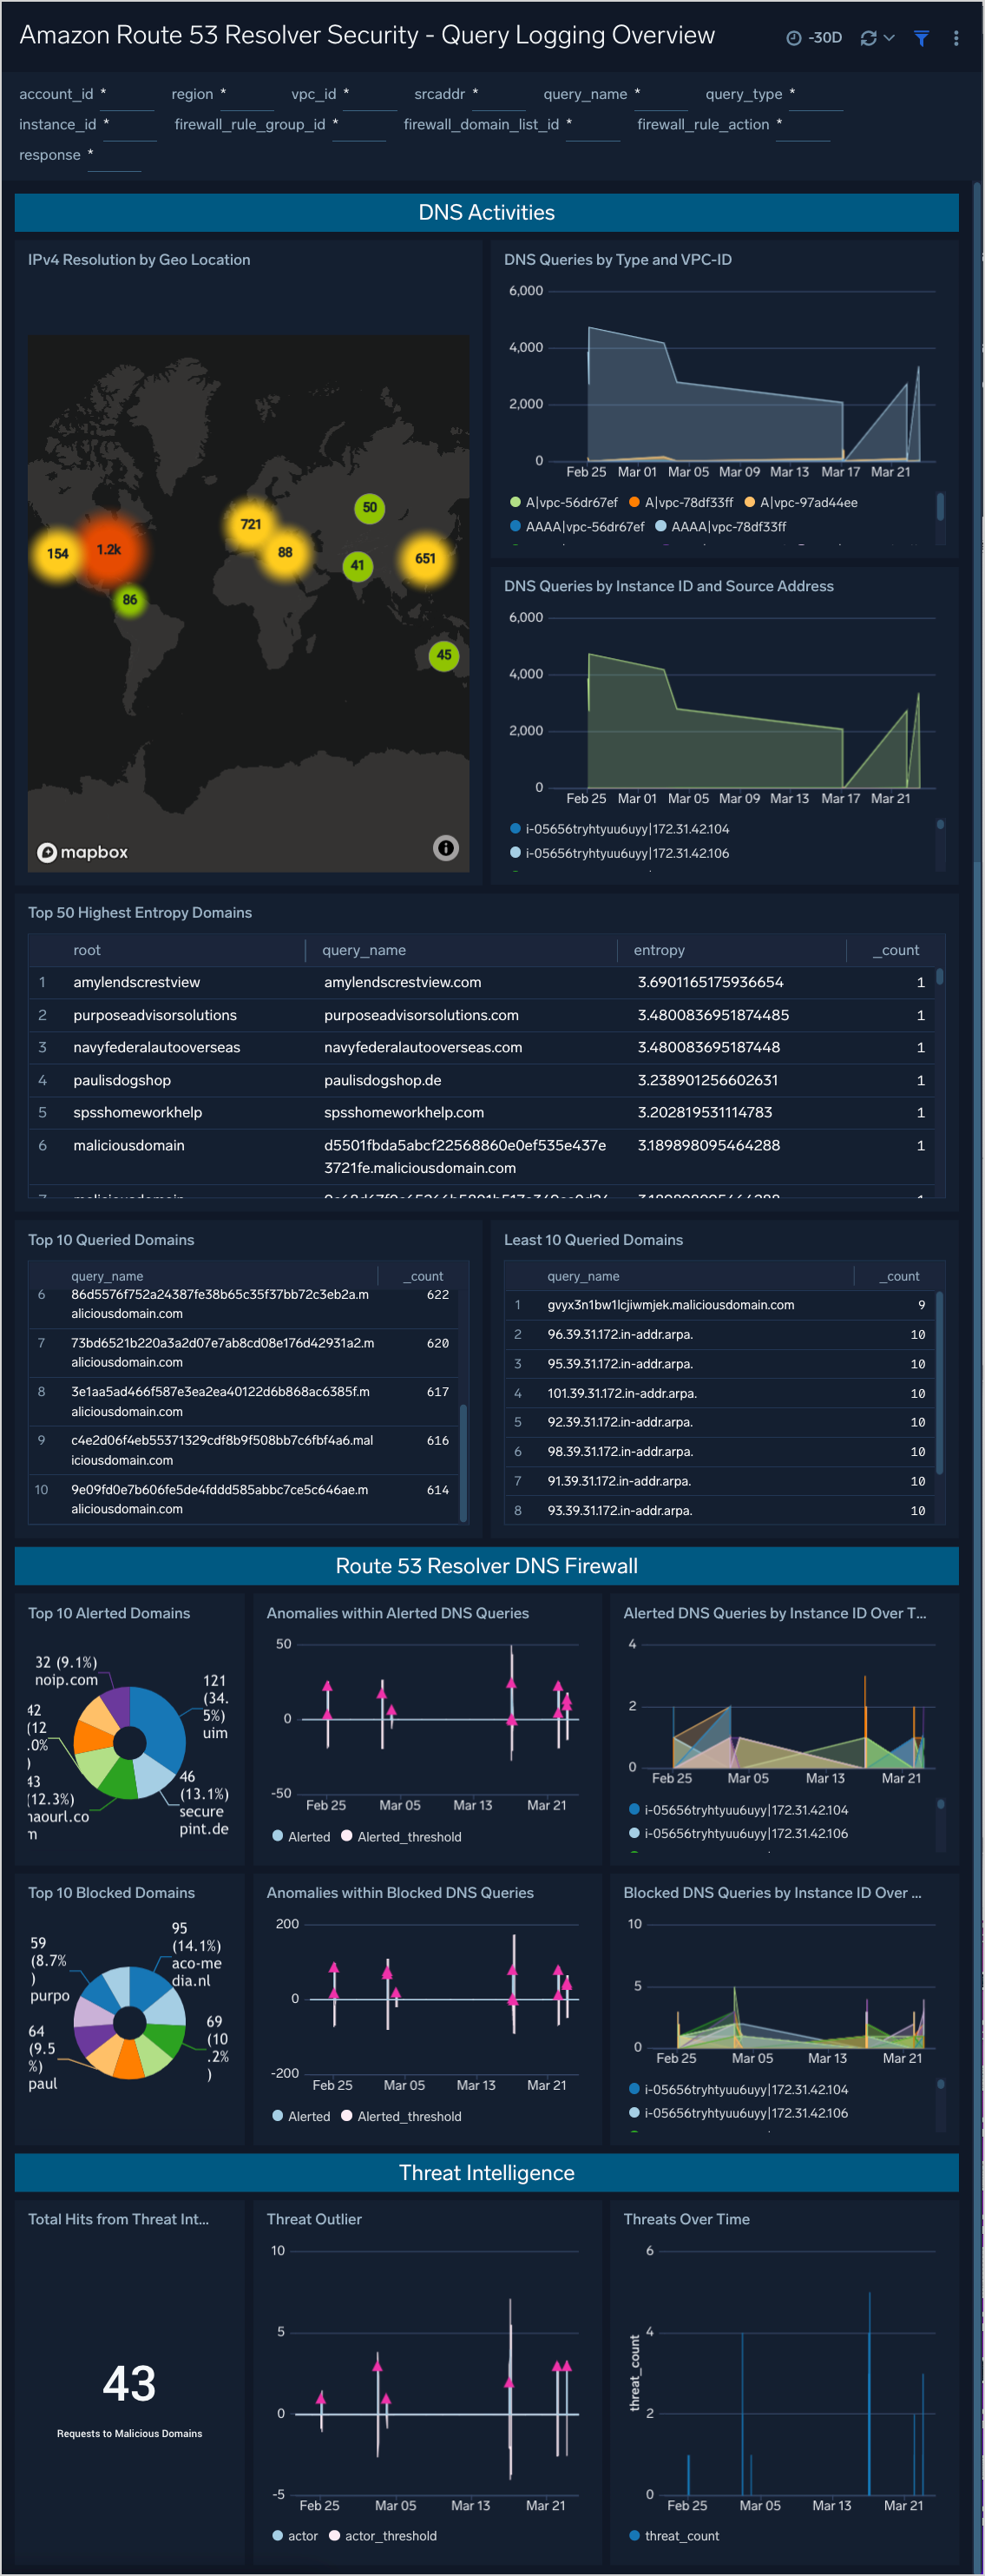 Amazon Route 53 Resolver Security - Query Logging Overview
-30D
account_id * region * vpc_id * srcaddr * query_name * query_type *
instance_id * firewall_rule_group_id * firewall_domain_list_id * firewall_rule_action *
response *
DNS Activities
IPv4 Resolution by Geo Location
154
1.2k
86
721
88
50
41
651
45
mapbox
DNS Queries by Type and VPC-ID
6,000
4,000
2,000
0
Feb 25 Mar 01 Mar 05 Mar 09 Mar 13 Mar 17 Mar 21
A|vpc-56dr67ef A|vpc-78df33ff A|vpc-97ad44ee
AAAA|vpc-56dr67ef AAAA|vpc-78df33ff
DNS Queries by Instance ID and Source Address
6,000
4,000
2,000
0
Feb 25 Mar 01 Mar 05 Mar 09 Mar 13 Mar 17 Mar 21
i-05656tryhtyuu6uyy|172.31.42.104
i-05656tryhtyuu6uyy|172.31.42.106
Top 50 Highest Entropy Domains
root query_name entropy _count
1 amylendscrestview amylendscrestview.com 3.6901165175936654 1
2 purposeadvisorsolutions purposeadvisorsolutions.com 3.4800836951874485 1
3 navyfederalautooverseas navyfederalautooverseas.com 3.480083695187448 1
4 paulisdogshop paulisdogshop.de 3.238901256602631 1
5 spsshomeworkhelp spsshomeworkhelp.com 3.202819531114783 1
6 maliciousdomain d5501fbda5abcf22568860e0ef535e437e 3.189898095464288 1
3721fe.maliciousdomain.com
Top 10 Queried Domains
query_name _count
6 86d5576f752a24387fe38b65c35f37bb72c3eb2a.m 622
aliciousdomain.com
7 73bd6521b220a3a2d07e7ab8cd08e176d42931a2.m 620
aliciousdomain.com
8 3e1aa5ad466f587e3ea2ea40122d6b868ac6385f.m 617
aliciousdomain.com
9 c4e2d06f4eb55371329cdf8b9f508bb7c6fbf4a6.mal 616
iciousdomain.com
10 9e09fd0e7b606fe5de4fddd585abbc7ce5c646ae.m 614
aliciousdomain.com
Least 10 Queried Domains
query_name _count
1 gvyx3n1bw1lcjiwmjek.maliciousdomain.com 9
2 96.39.31.172.in-addr.arpa. 10
3 95.39.31.172.in-addr.arpa. 10
4 101.39.31.172.in-addr.arpa. 10
5 92.39.31.172.in-addr.arpa. 10
6 98.39.31.172.in-addr.arpa. 10
7 91.39.31.172.in-addr.arpa. 10
8 93.39.31.172.in-addr.arpa. 10
Route 53 Resolver DNS Firewall
Top 10 Alerted Domains
32 (9.1%)
noip.com
121
(34.
5%)
uim
42
(12
.0%
)
43
(12.3%)
naourl.co
m
46
(13.1%)
secure
pint.de
Anomalies within Alerted DNS Queries
50
0
-50
Feb 25 Mar 05 Mar 13 Mar 21
Alerted Alerted_threshold
Alerted DNS Queries by Instance ID Over T...
4
2
0
Feb 25 Mar 05 Mar 13 Mar 21
i-05656tryhtyuu6uyy|172.31.42.104
i-05656tryhtyuu6uyy|172.31.42.106
Top 10 Blocked Domains
59
(8.7%
)
purpo
95
(14.1%)
aco-me
dia.nl
64
(9.5
%)
paul
69
(10
.2%
)
Anomalies within Blocked DNS Queries
200
0
-200
Feb 25 Mar 05 Mar 13 Mar 21
Alerted Alerted_threshold
Blocked DNS Queries by Instance ID Over ...
10
5
0
Feb 25 Mar 05 Mar 13 Mar 21
i-05656tryhtyuu6uyy|172.31.42.104
i-05656tryhtyuu6uyy|172.31.42.106
Threat Intelligence
Total Hits from Threat Int...
43
Requests to Malicious Domains
Threat Outlier
10
5
0
-5
Feb 25 Mar 05 Mar 13 Mar 21
actor actor_threshold
Threats Over Time
threat_count
6
4
2
0
Feb 25 Mar 05 Mar 13 Mar 21
threat_count